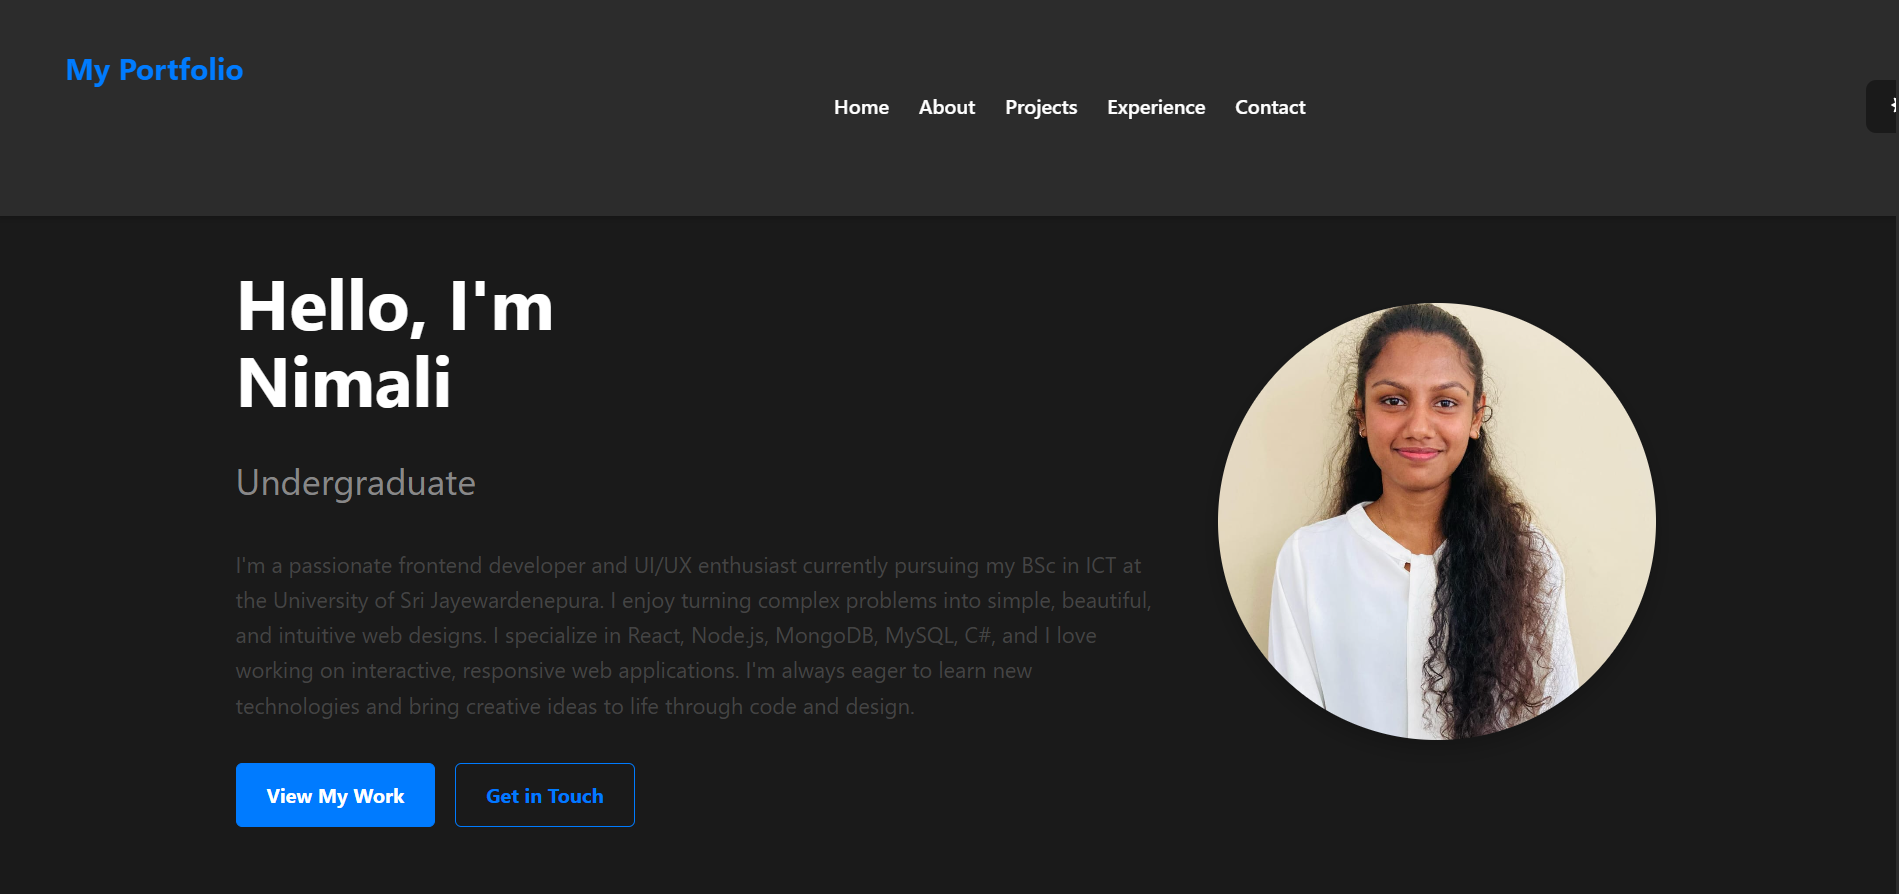 My Portfolio
Home About Projects Experience Contact
Hello, I'm
Nimali
Undergraduate
I'm a passionate frontend developer and UI/UX enthusiast currently pursuing my BSc in ICT at
the University of Sri Jayewardenepura. I enjoy turning complex problems into simple, beautiful,
and intuitive web designs. I specialize in React, Node.js, MongoDB, MySQL, C#, and I love
working on interactive, responsive web applications. I'm always eager to learn new
technologies and bring creative ideas to life through code and design.
View My Work
Get in Touch